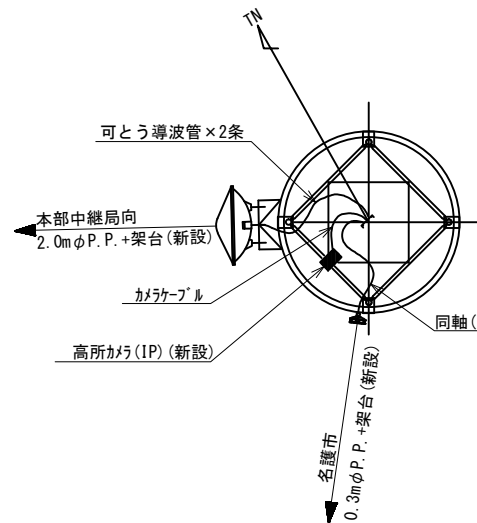 TN
可とう導波管×2条
本部中継局向
2.0mφP.P.+架台(新設)
カメラケーブル
高所カメラ(IP)(新設)
同軸(
名護市
0.3mφP.P.+架台(新設)